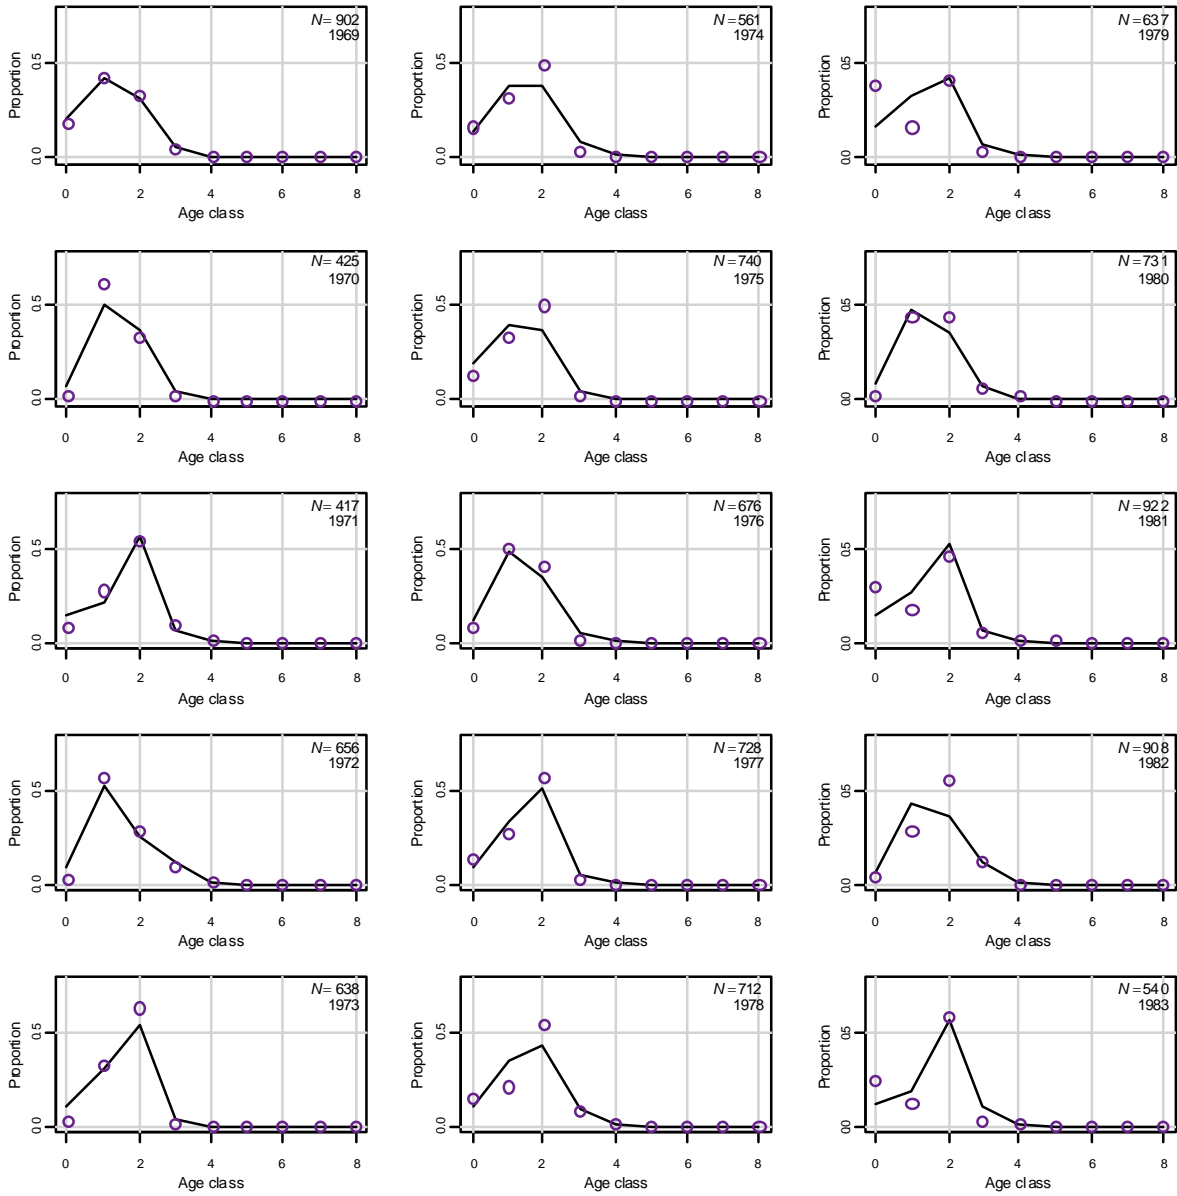 N= 902
1969
Proportion
0.5
0.0
0 2 4 6 8
Age class
N=561
1974
Proportion
0.5
0.0
0 2 4 6 8
Age class
N=637
1979
Proportion
0.5
0.0
0 2 4 6 8
Age class
N= 425
1970
Proportion
0.5
0.0
0 2 4 6 8
Age class
N=740
1975
Proportion
0.5
0.0
0 2 4 6 8
Age class
N=731
1980
Proportion
0.5
0.0
0 2 4 6 8
Age class
N= 417
1971
Proportion
0.5
0.0
0 2 4 6 8
Age class
N=676
1976
Proportion
0.5
0.0
0 2 4 6 8
Age class
N=922
1981
Proportion
0.5
0.0
0 2 4 6 8
Age class
N= 656
1972
Proportion
0.5
0.0
0 2 4 6 8
Age class
N=728
1977
Proportion
0.5
0.0
0 2 4 6 8
Age class
N=908
1982
Proportion
0.5
0.0
0 2 4 6 8
Age class
N= 638
1973
Proportion
0.5
0.0
0 2 4 6 8
Age class
N=712
1978
Proportion
0.5
0.0
0 2 4 6 8
Age class
N=540
1983
Proportion
0.5
0.0
0 2 4 6 8
Age class